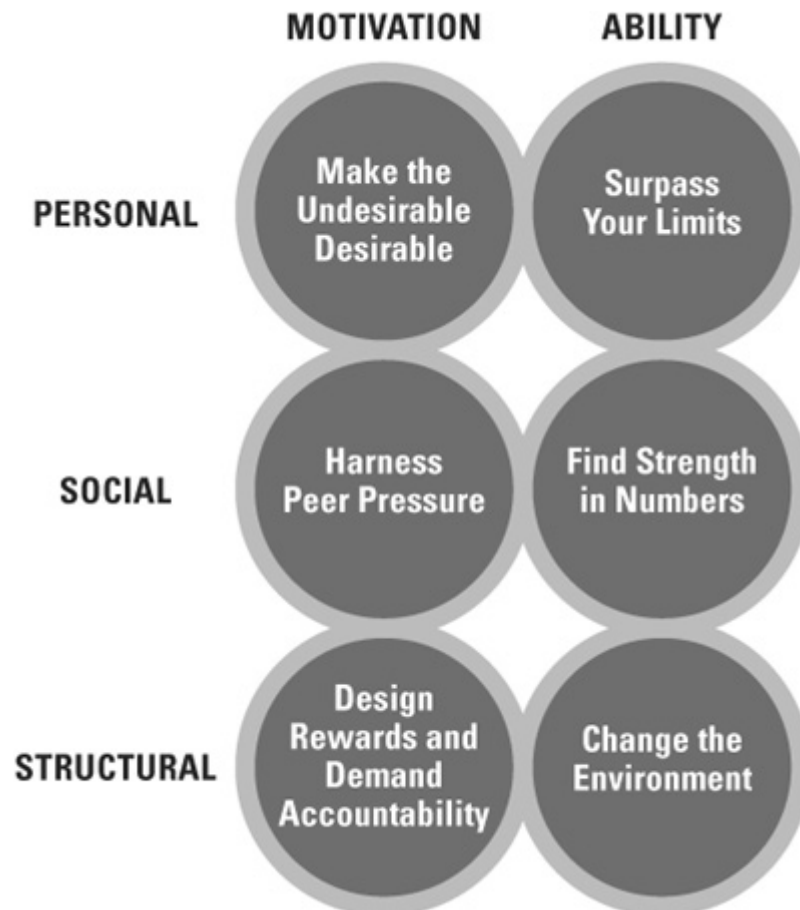 MOTIVATION ABILITY
PERSONAL
Make the
Undesirable
Desirable
Surpass
Your Limits
SOCIAL
Harness
Peer Pressure
Find Strength
in Numbers
STRUCTURAL
Design
Rewards and
Demand
Accountability
Change the
Environment